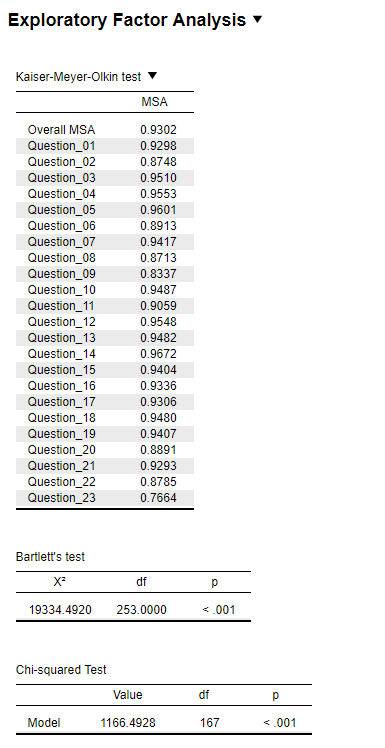 Exploratory Factor Analysis ▼
Kaiser-Meyer-Olkin test ▼
MSA
Overall MSA 0.9302
Question_01 0.9298
Question_02 0.8748
Question_03 0.9510
Question_04 0.9553
Question_05 0.9601
Question_06 0.8913
Question_07 0.9417
Question_08 0.8713
Question_09 0.8337
Question_10 0.9487
Question_11 0.9059
Question_12 0.9548
Question_13 0.9482
Question_14 0.9672
Question_15 0.9404
Question_16 0.9336
Question_17 0.9306
Question_18 0.9480
Question_19 0.9407
Question_20 0.8891
Question_21 0.9293
Question_22 0.8785
Question_23 0.7664
Bartlett's test
Χ² df p
19334.4920 253.0000 < .001
Chi-squared Test
Value df p
Model 1166.4928 167 < .001